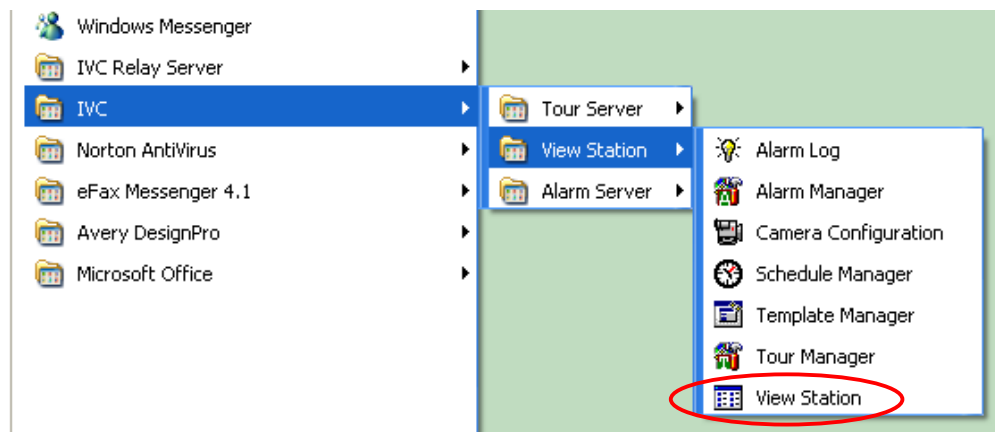 Windows Messenger
IVC Relay Server
IVC
Norton AntiVirus
eFax Messenger 4.1
Avery DesignPro
Microsoft Office
Tour Server
View Station
Alarm Server
Alarm Log
Alarm Manager
Camera Configuration
Schedule Manager
Template Manager
Tour Manager
View Station